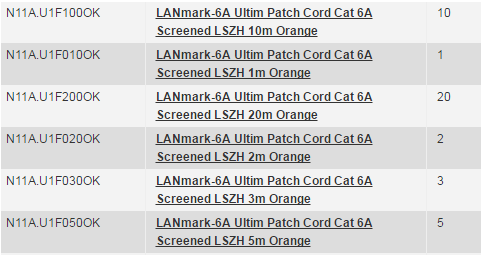 N11A.U1F100OK LANmark-6A Ultim Patch Cord Cat 6A 10
Screened LSZH 10m Orange
N11A.U1F010OK LANmark-6A Ultim Patch Cord Cat 6A 1
Screened LSZH 1m Orange
N11A.U1F200OK LANmark-6A Ultim Patch Cord Cat 6A 20
Screened LSZH 20m Orange
N11A.U1F020OK LANmark-6A Ultim Patch Cord Cat 6A 2
Screened LSZH 2m Orange
N11A.U1F030OK LANmark-6A Ultim Patch Cord Cat 6A 3
Screened LSZH 3m Orange
N11A.U1F050OK LANmark-6A Ultim Patch Cord Cat 6A 5
Screened LSZH 5m Orange